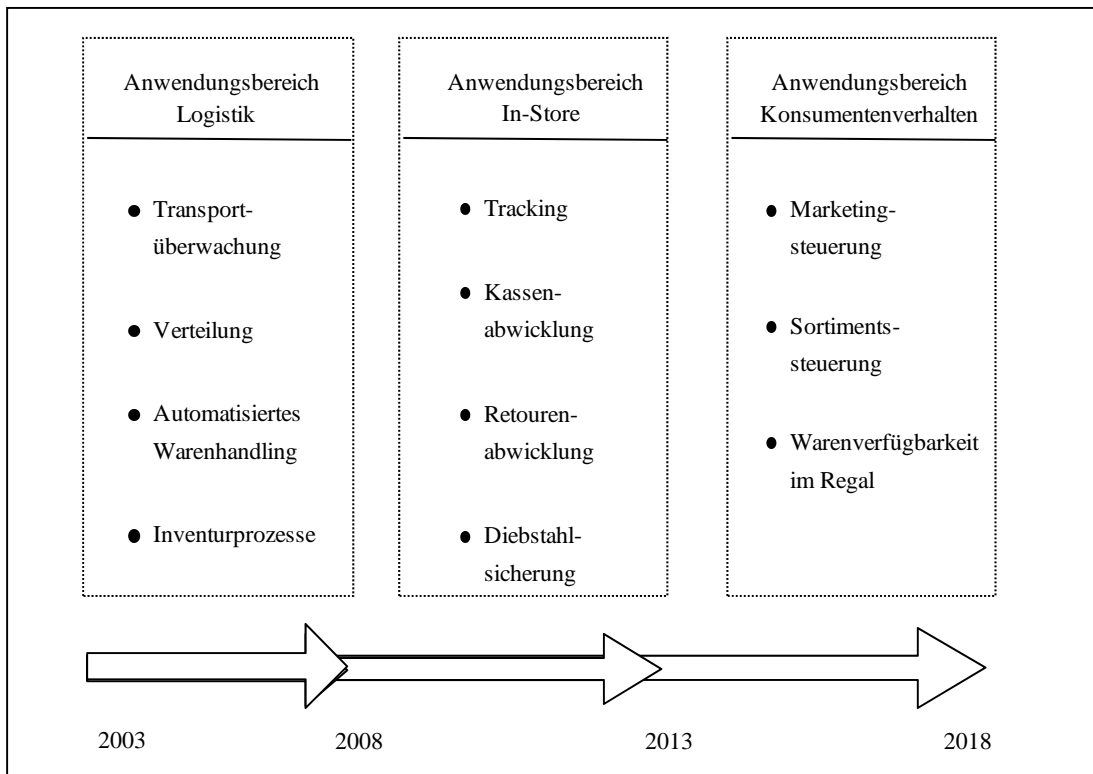 Anwendungsbereich
Logistik
Transport-
überwachung
Verteilung
Automatisiertes
Warenhandling
Inventurprozesse
Anwendungsbereich
In-Store
Tracking
Kassen-
abwicklung
Retouren-
abwicklung
Diebstahl-
sicherung
Anwendungsbereich
Konsumentenverhalten
Marketing-
steuerung
Sortiments-
steuerung
Warenverfügbarkeit
im Regal
2003 2008 2013 2018